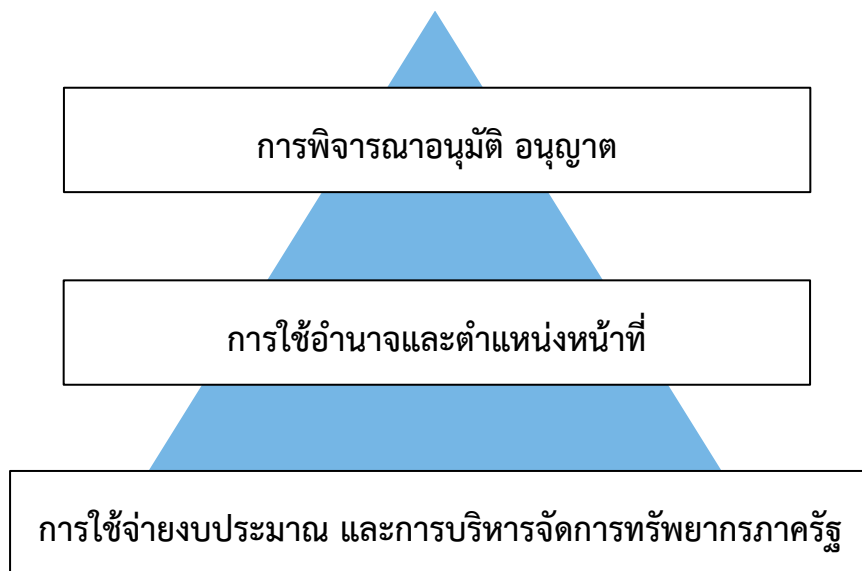 การพิจารณาอนุมัติ อนุญาต
การใช้อำนาจและตำแหน่งหน้าที่
การใช้จ่ายงบประมาณ และการบริหารจัดการทรัพยากรภาครัฐ